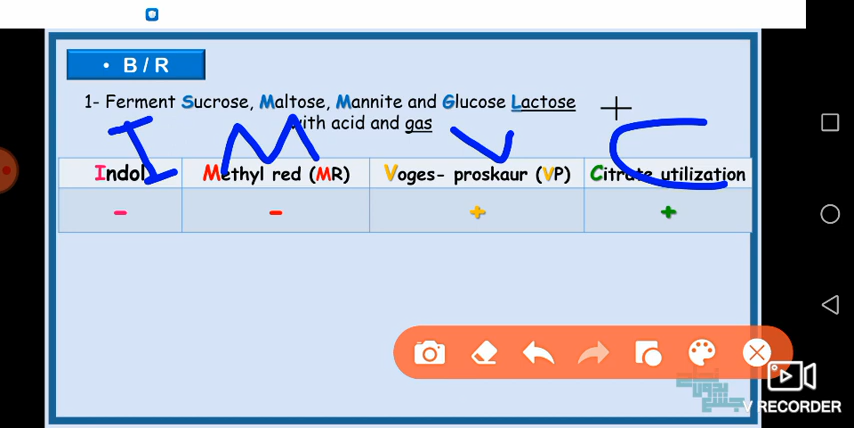 • B / R
1- Ferment Sucrose, Maltose, Mannite and Glucose Lactose
with acid and gas
I M V C
Indol Methyl red (MR) Voges- proskaur (VP) Citrate utilization
- - + +
V RECORDER